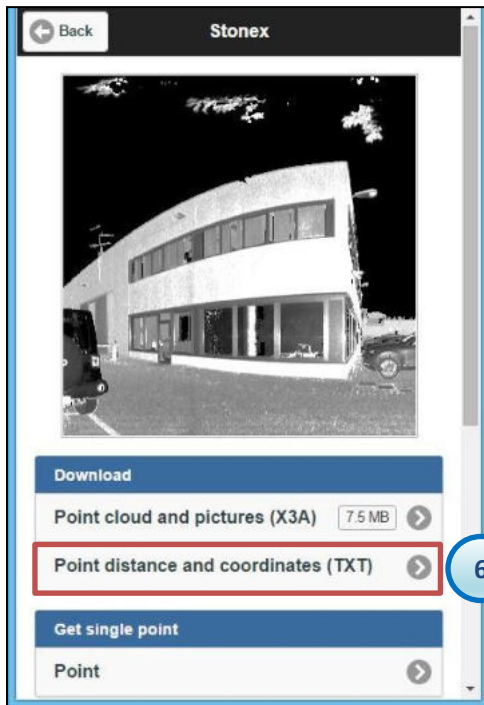 Back
Stonex
Download
Point cloud and pictures (X3A) 7.5 MB
Point distance and coordinates (TXT)
6
Get single point
Point